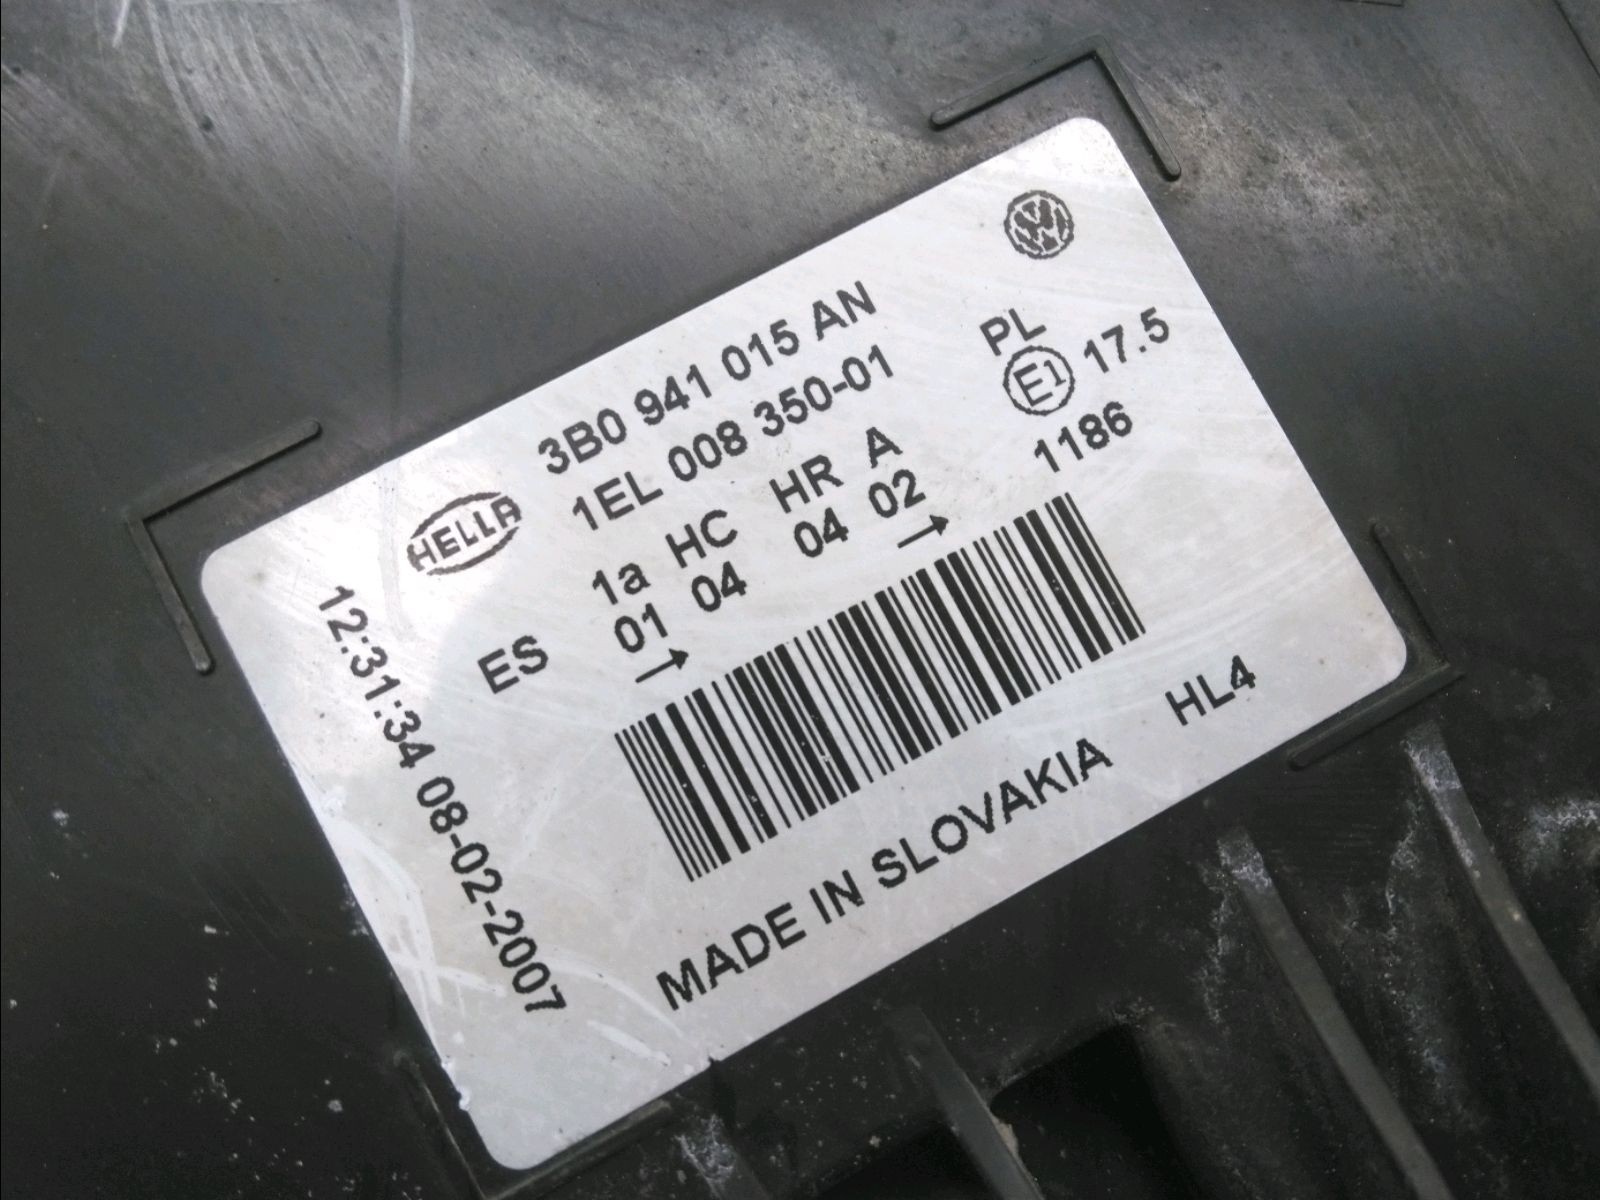 3B0 941 015 AN
1EL 008 350-01
HELLA
PL
E1 17.5
1186
1a HC HR A
01 04 04 02
ES
12:31:34 08-02-2007
HL4
MADE IN SLOVAKIA